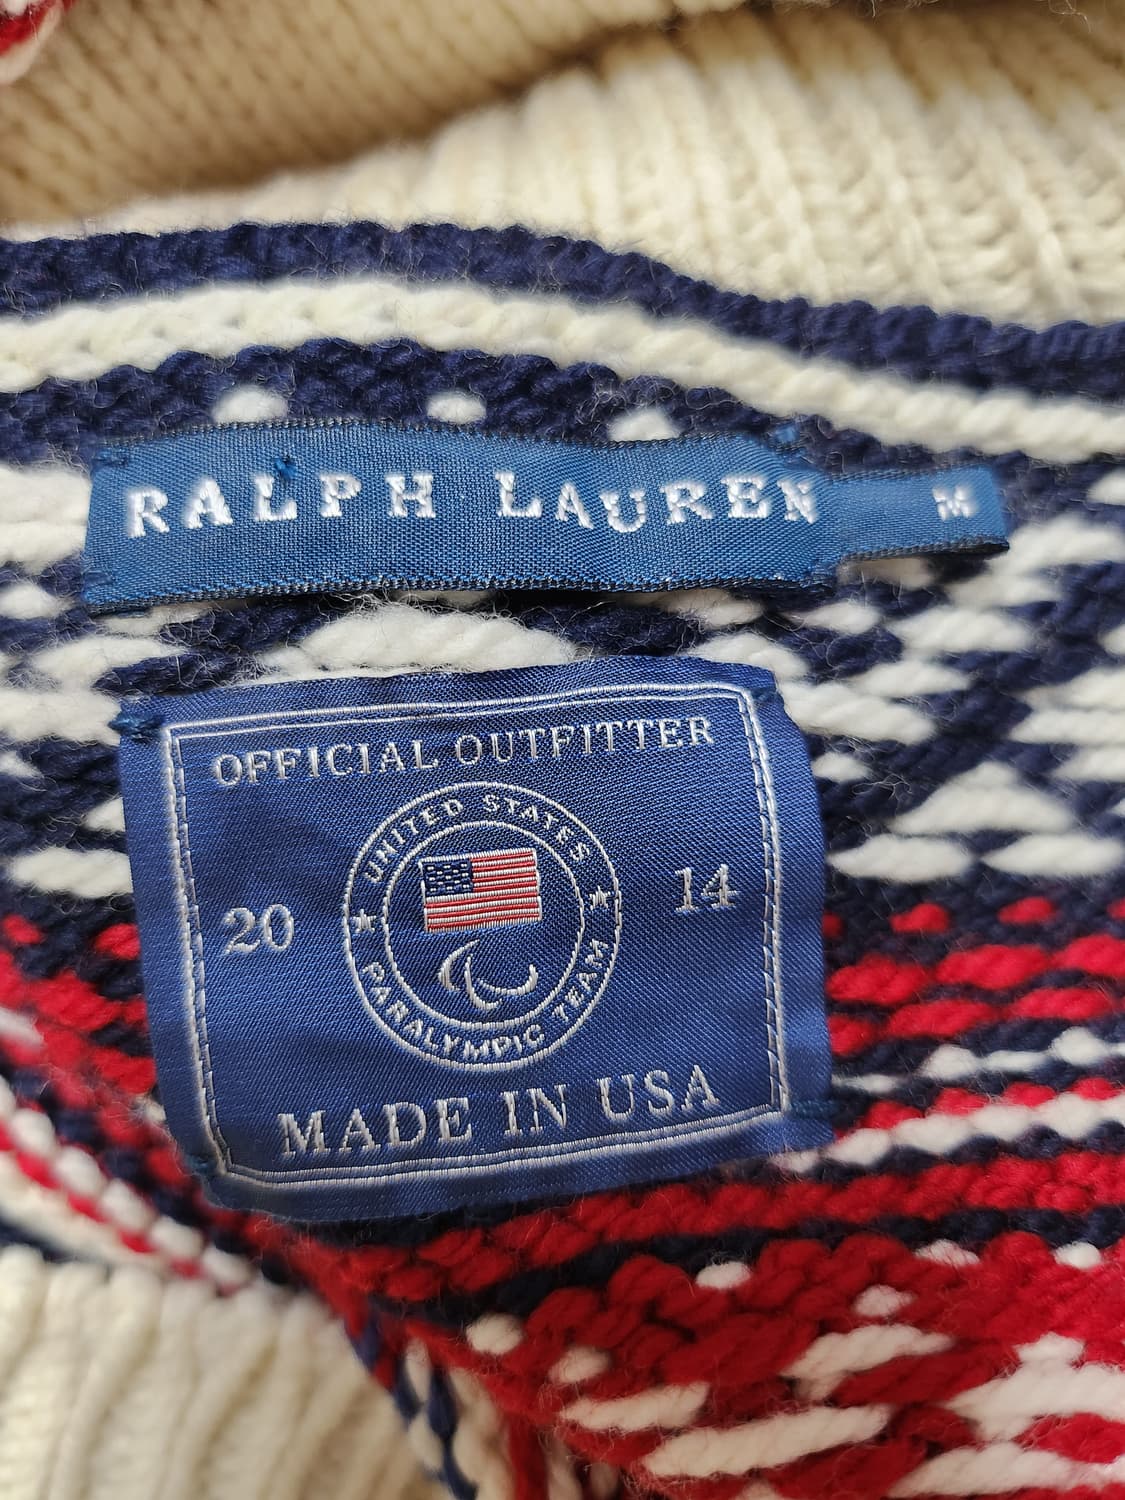 RALPH LAUREN M
OFFICIAL OUTFITTER
UNITED STATES
20 14
PARALYMPIC TEAM
MADE IN USA